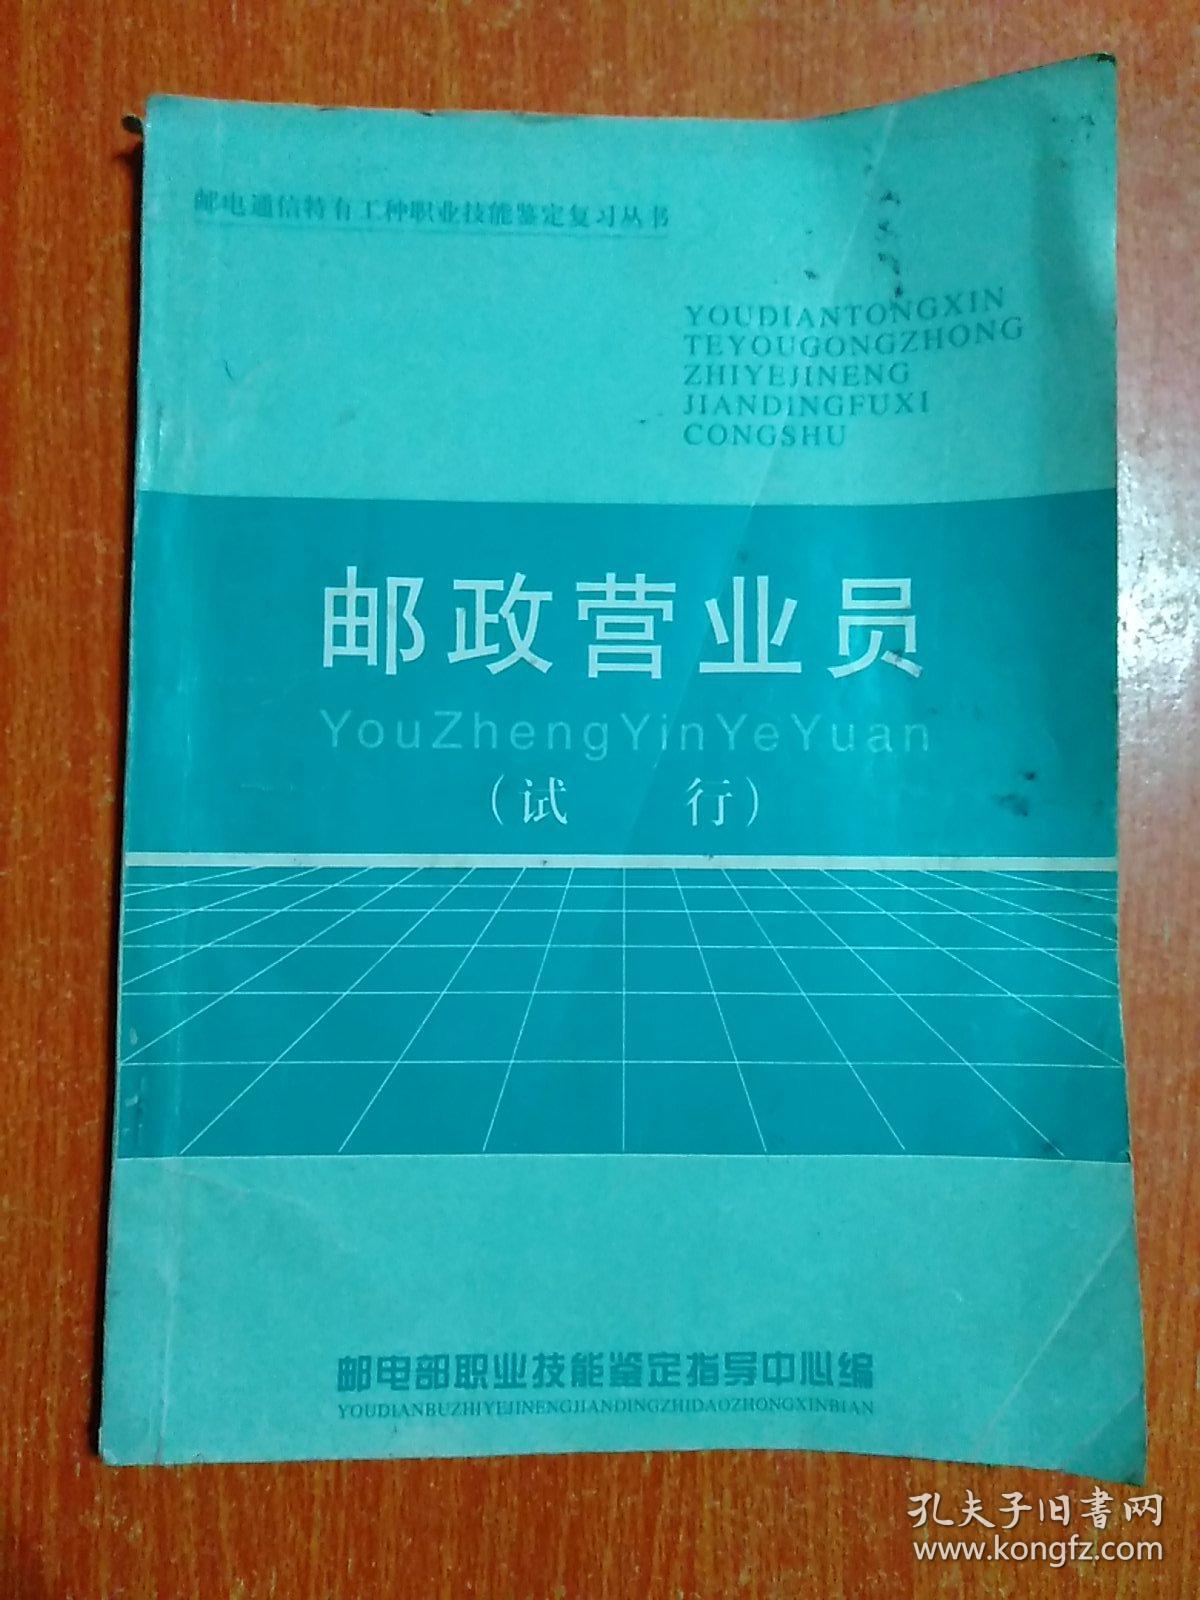 邮电通信特有工种职业技能鉴定复习丛书
YOUDIANTONGXIN
TEYOUGONGZHONG
ZHIYEJINENG
JIANDINGFUXI
CONGSHU
邮政营业员
YouZhengYinYeYuan
（试 行）
邮电部职业技能鉴定指导中心编
YOUDIANBUZHIYEJINENGJIANDINGZHIDAOZHONGXINBIAN
孔夫子旧書网
www.kongfz.com